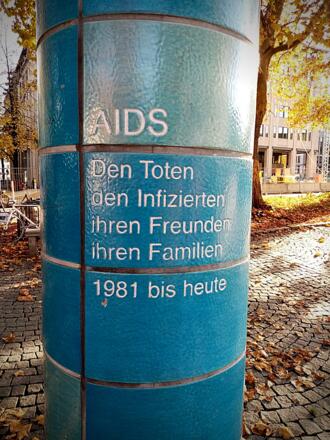 AIDS
Den Toten
den Infizierten
ihren Freunden
ihren Familien
1981 bis heute